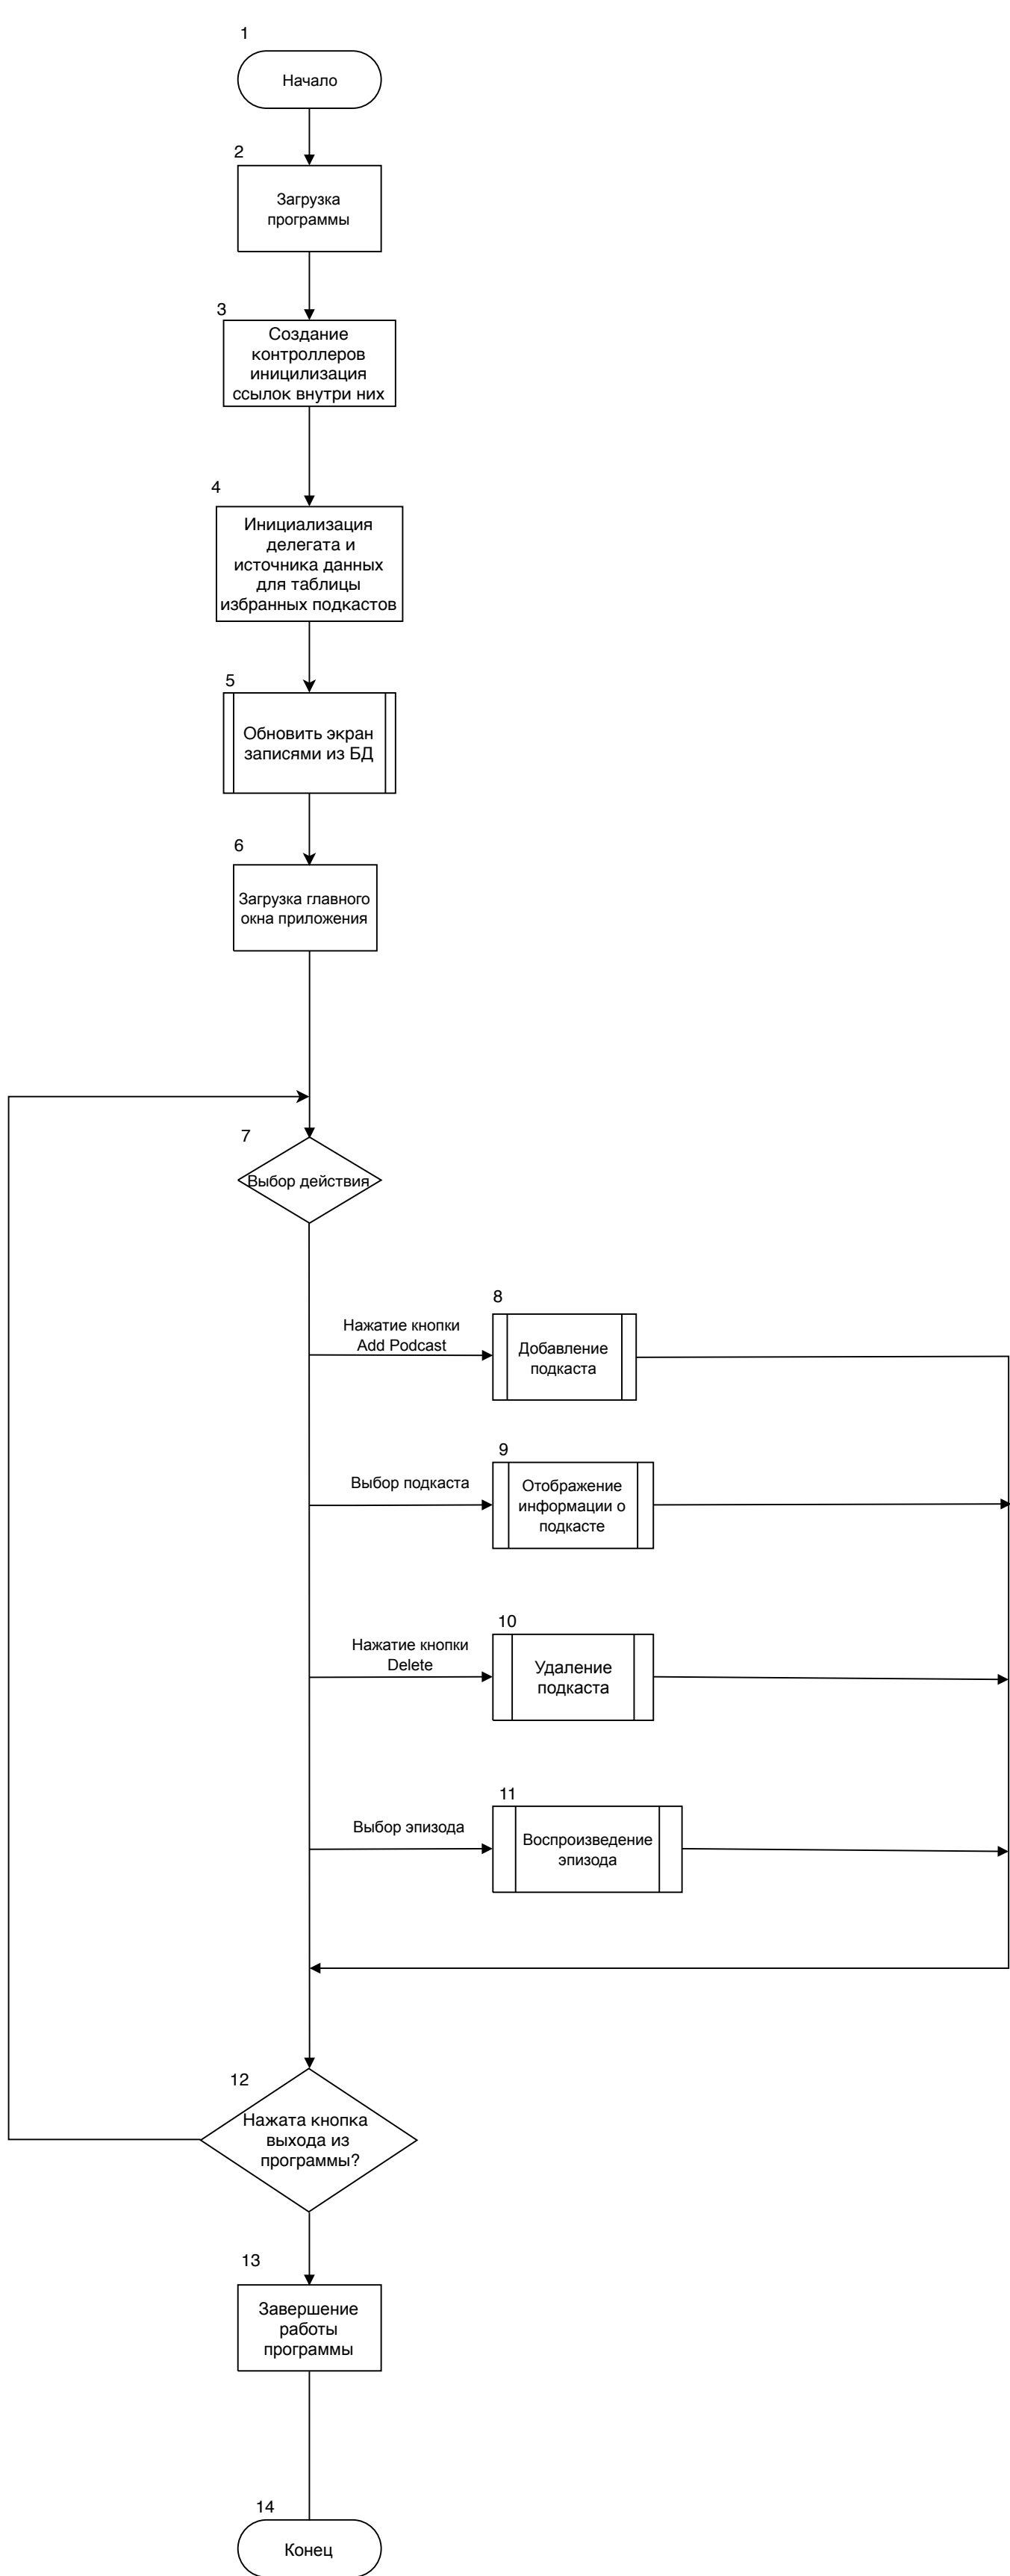 1
Начало
2
Загрузка
программы
3
Создание
контроллеров
иницилизация
ссылок внутри них
4
Инициализация
делегата и
источника данных
для таблицы
избранных подкастов
5
Обновить экран
записями из БД
6
Загрузка главного
окна приложения
7
Выбор действия
8
Нажатие кнопки
Add Podcast
Добавление
подкаста
9
Выбор подкаста
Отображение
информации о
подкасте
10
Нажатие кнопки
Delete
Удаление
подкаста
11
Выбор эпизода
Воспроизведение
эпизода
12
Нажата кнопка
выхода из
программы?
13
Завершение
работы
программы
14
Конец